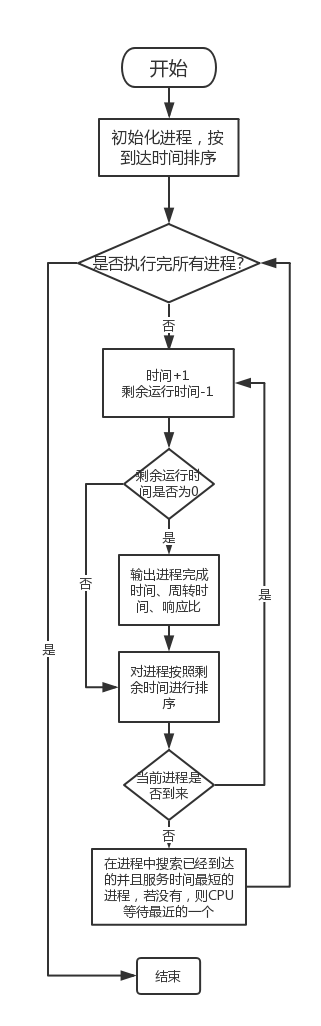 开始
初始化进程，按
到达时间排序
是否执行完所有进程?
否
时间+1
剩余运行时间-1
剩余运行时
间是否为0
是
否
输出进程完成
时间、周转时
间、响应比
是
是
对进程按照剩
余时间进行排
序
当前进程是
否到来
否
在进程中搜索已经到达
的并且服务时间最短的
进程，若没有，则CPU
等待最近的一个
结束